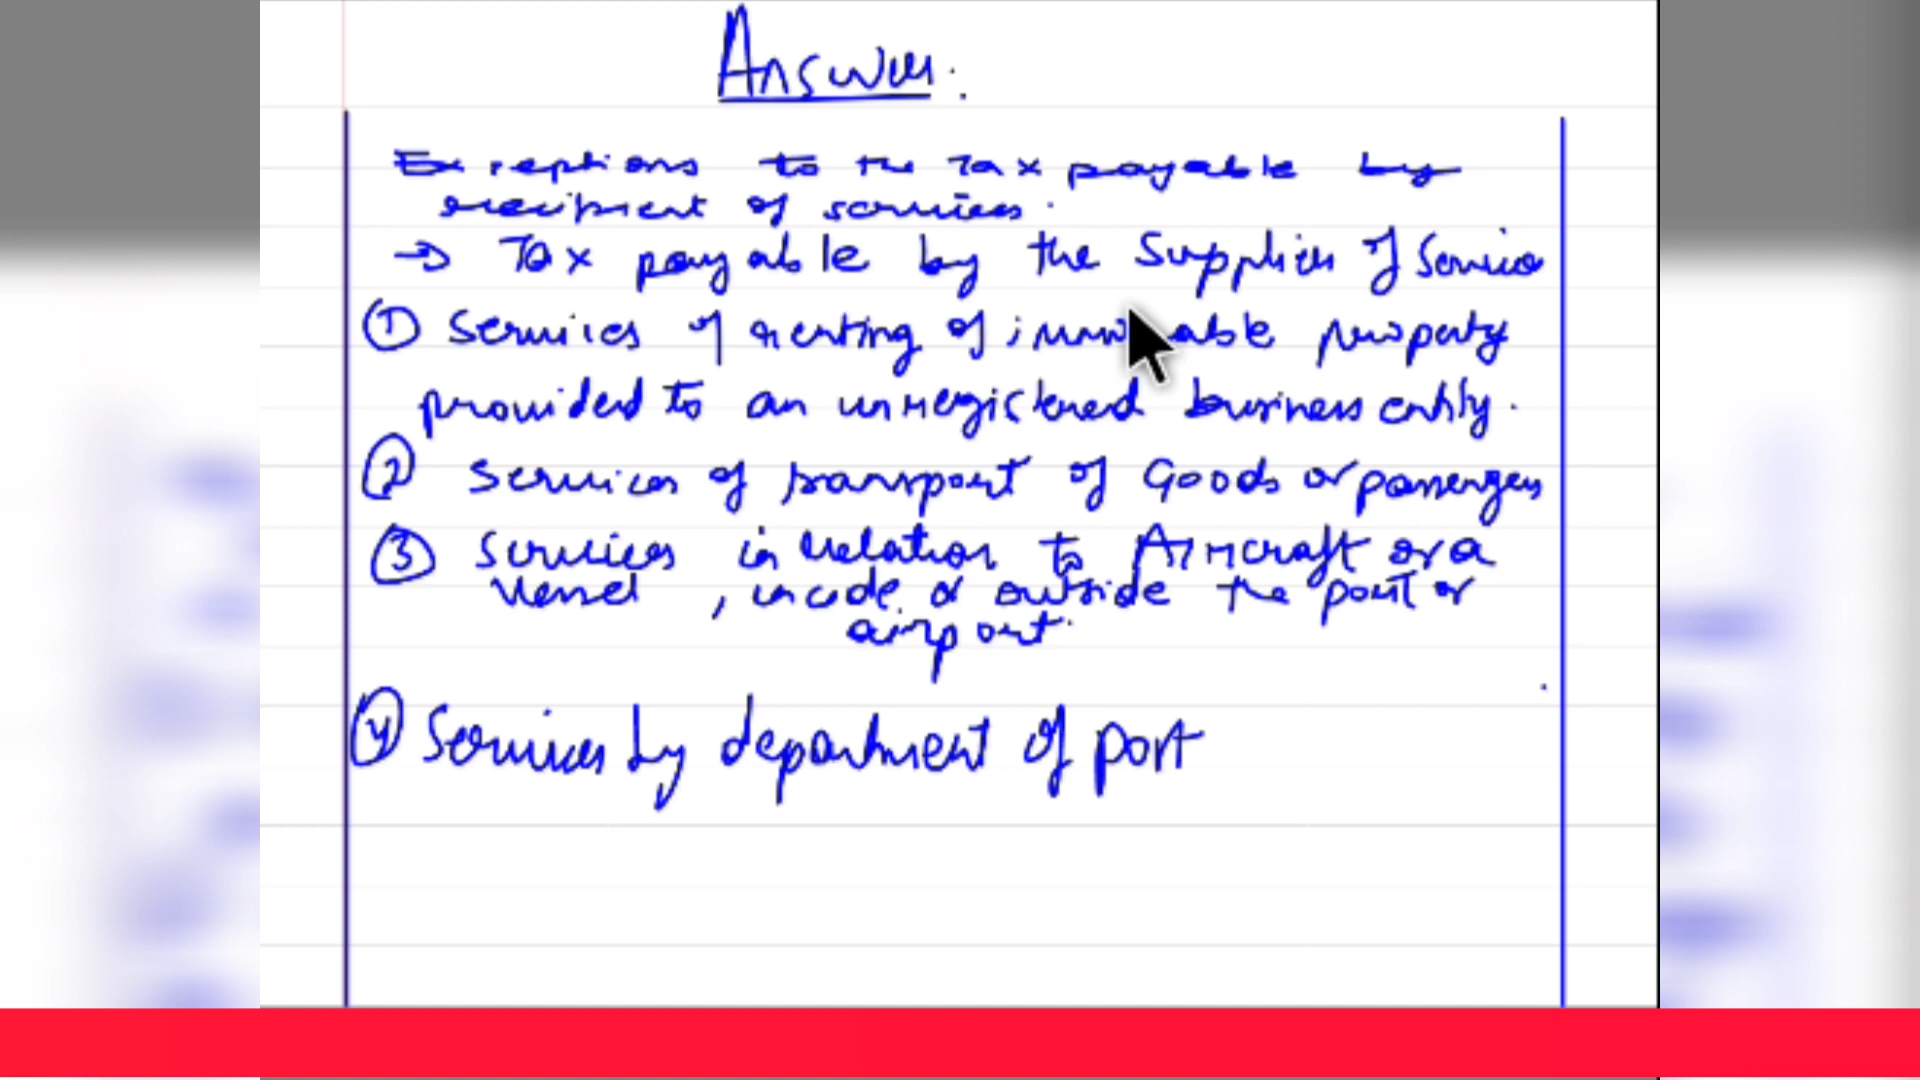 Answer:
Exceptions to the Tax payable by
recipient of services.
→ Tax payable by the Supplier of Service
① Services of renting of immovable property
provided to an unregistered business entity.
② Services of transport of Goods or passengers
③ Services in relation to Aircraft or a
Vessel, inside or outside the port or
airport.
④ Services by department of port